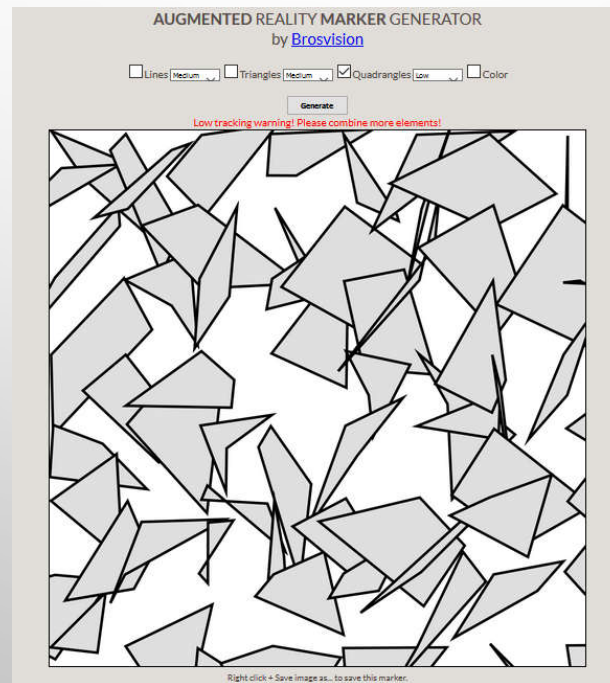 AUGMENTED REALITY MARKER GENERATOR
by Brosvision
Lines Medium Triangles Medium Quadrangles Low Color
Generate
Low tracking warning! Please combine more elements!
Right click + Save image as... to save this marker.